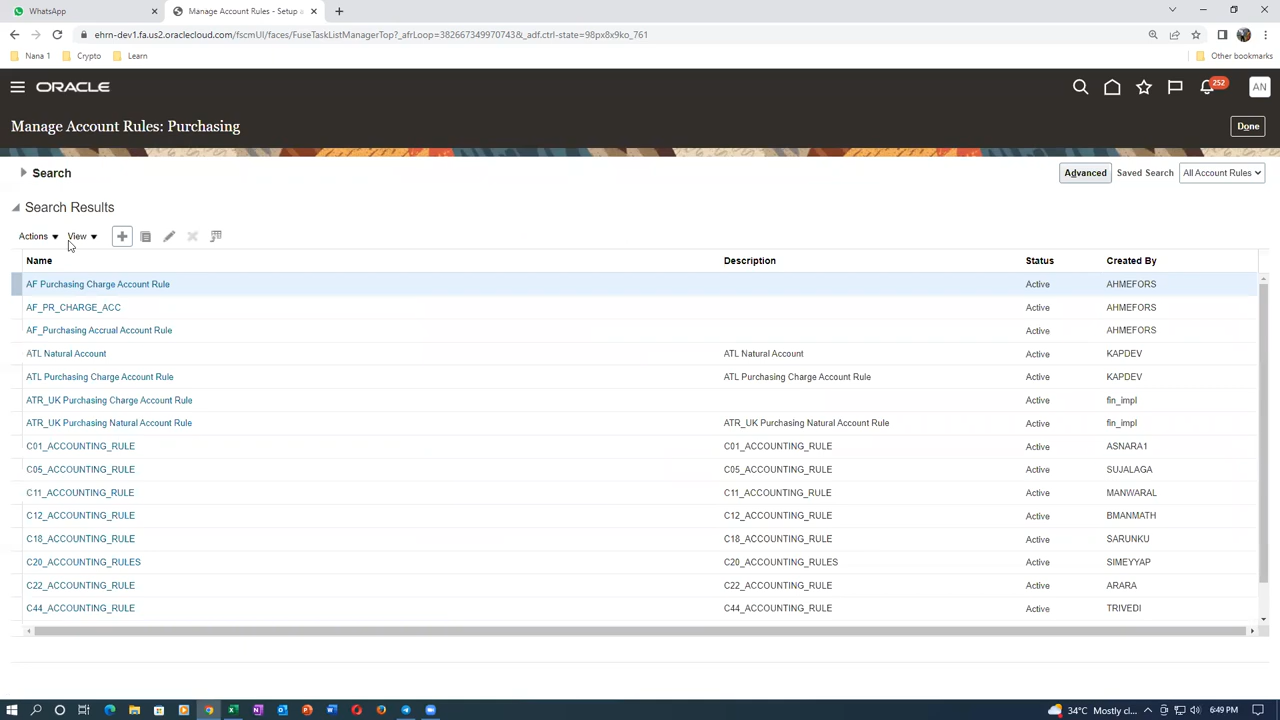 WhatsApp
Manage Account Rules - Setup a
ehrn-dev1.fa.us2.oraclecloud.com/fscmUI/faces/FuseTaskListManagerTop?_afrLoop=382667349970743&_adf.ctrl-state=98px8x9ko_761
Nana 1 Crypto Learn Other bookmarks
ORACLE 252 AN
Manage Account Rules: Purchasing Done
Search Advanced Saved Search All Account Rules
Search Results
Actions View
Name Description Status Created By
AF Purchasing Charge Account Rule Active AHMEFORS
AF_PR_CHARGE_ACC Active AHMEFORS
AF_Purchasing Accrual Account Rule Active AHMEFORS
ATL Natural Account ATL Natural Account Active KAPDEV
ATL Purchasing Charge Account Rule ATL Purchasing Charge Account Rule Active KAPDEV
ATR_UK Purchasing Charge Account Rule Active fin_impl
ATR_UK Purchasing Natural Account Rule ATR_UK Purchasing Natural Account Rule Active fin_impl
C01_ACCOUNTING_RULE C01_ACCOUNTING_RULE Active ASNARA1
C05_ACCOUNTING_RULE C05_ACCOUNTING_RULE Active SUJALAGA
C11_ACCOUNTING_RULE C11_ACCOUNTING_RULE Active MANWARAL
C12_ACCOUNTING_RULE C12_ACCOUNTING_RULE Active BMANMATH
C18_ACCOUNTING_RULE C18_ACCOUNTING_RULE Active SARUNKU
C20_ACCOUNTING_RULES C20_ACCOUNTING_RULES Active SIMEYYAP
C22_ACCOUNTING_RULE C22_ACCOUNTING_RULE Active ARARA
C44_ACCOUNTING_RULE C44_ACCOUNTING_RULE Active TRIVEDI
34°C Mostly c... 6:49 PM